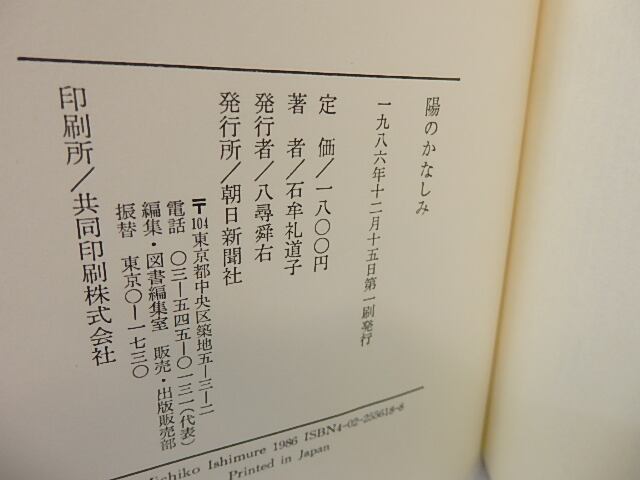 陽のかなしみ
一九八六年十二月十五日第一刷発行
定　価/一八〇〇円
著　者/石牟礼道子
発行者/八尋舜右
発行所/朝日新聞社
〒104東京都中央区築地五—三—二
電話　〇三—五四五—〇一三一(代表)
編集・図書編集室　販売・出版販売部
振替　東京〇—一七三〇
印刷所/共同印刷株式会社
ichiko Ishimure 1986 ISBN4-02-255618-8
Printed in Japan